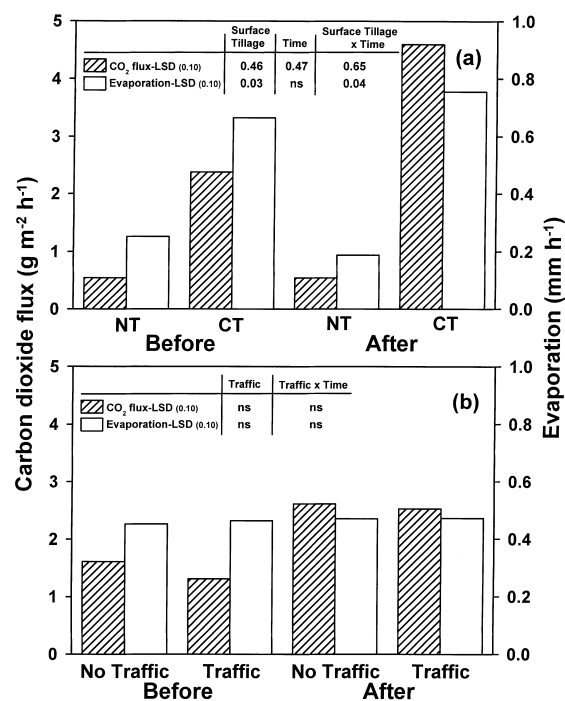 Carbon dioxide flux (g m-2 h-1)
Evaporation (mm h-1)
5
4
3
2
1
0
1.0
0.8
0.6
0.4
0.2
0.0
(a)
Surface Tillage Time Surface Tillage x Time
CO2 flux-LSD (0.10) 0.46 0.47 0.65
Evaporation-LSD (0.10) 0.03 ns 0.04
NT CT NT CT
Before After
5
4
3
2
1
0
1.0
0.8
0.6
0.4
0.2
0.0
(b)
Traffic Traffic x Time
CO2 flux-LSD (0.10) ns ns
Evaporation-LSD (0.10) ns ns
No Traffic Traffic No Traffic Traffic
Before After